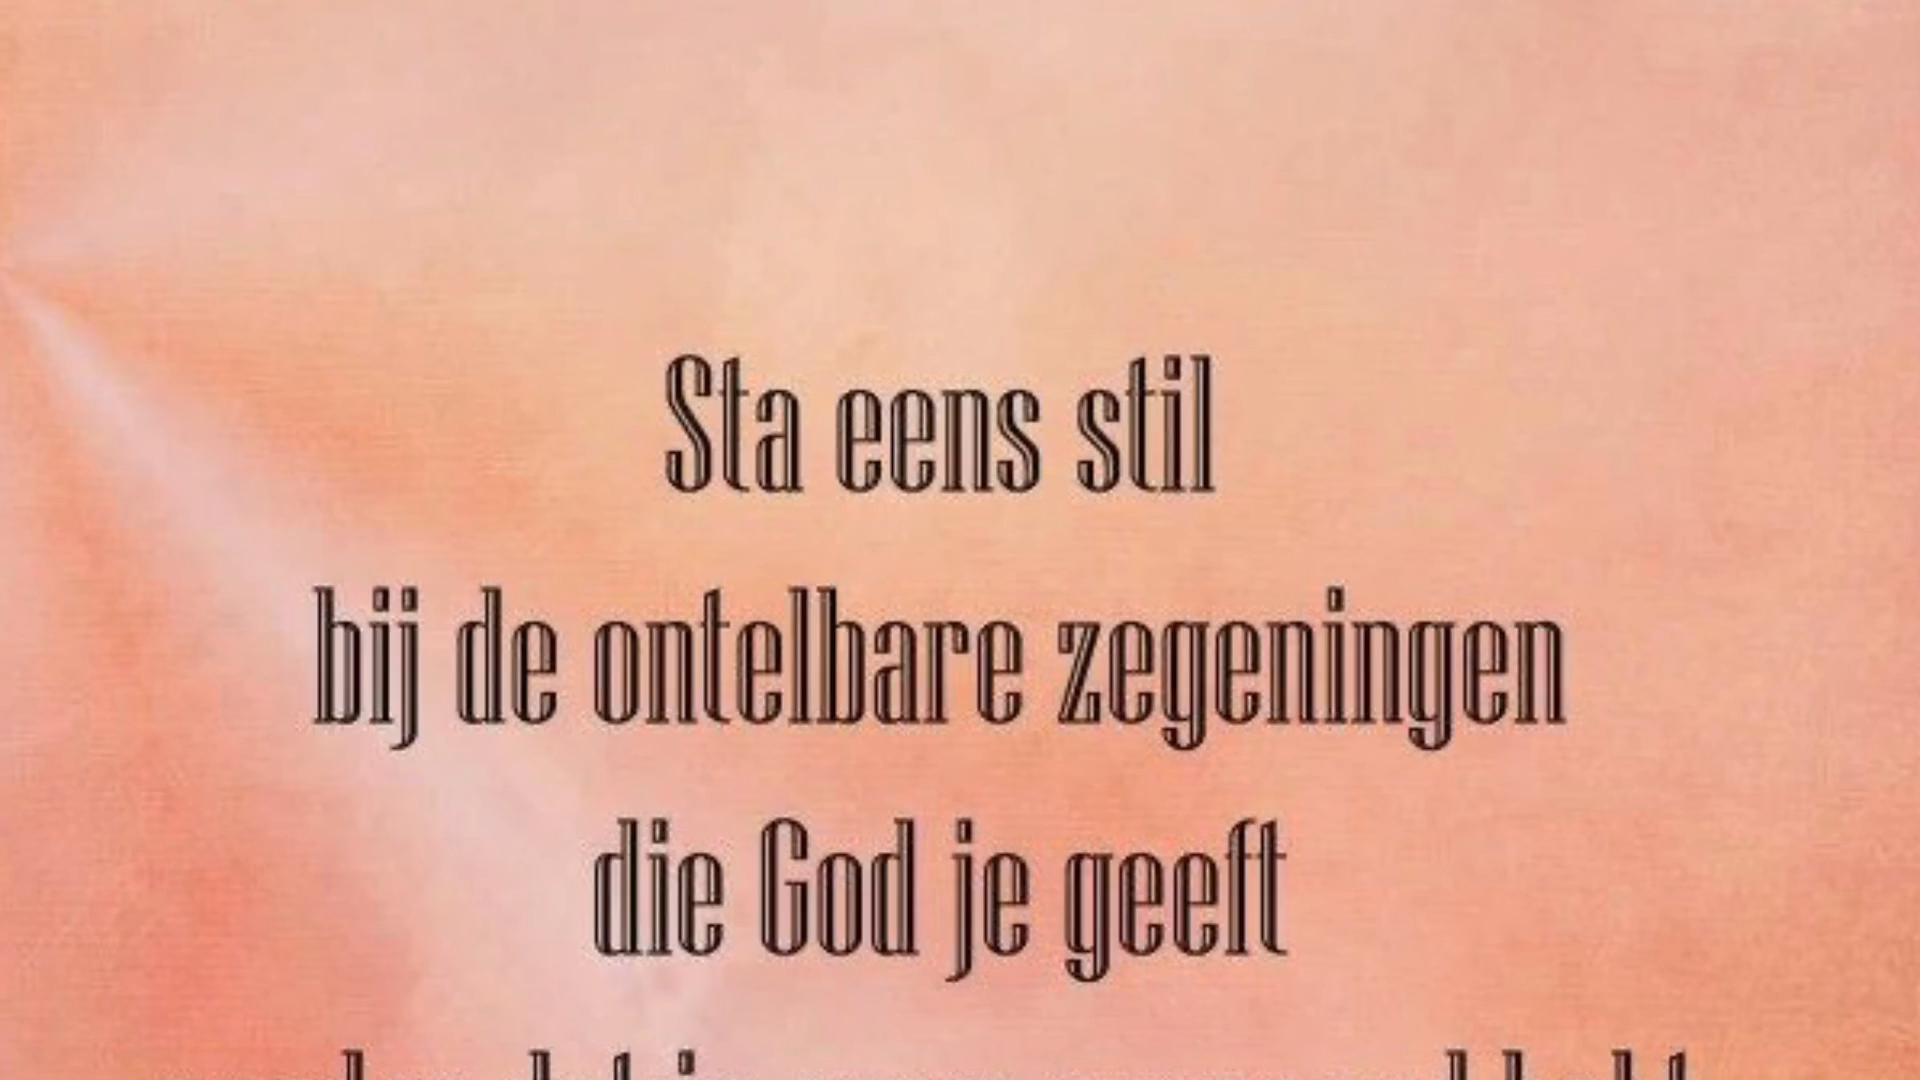 Sta eens stil
bij de ontelbare zegeningen
die God je geeft